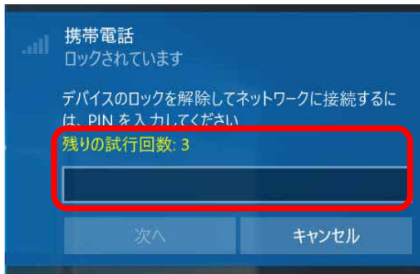 携帯電話
ロックされています
デバイスのロックを解除してネットワークに接続するに
は、PIN を入力してください
残りの試行回数: 3
次へ
キャンセル